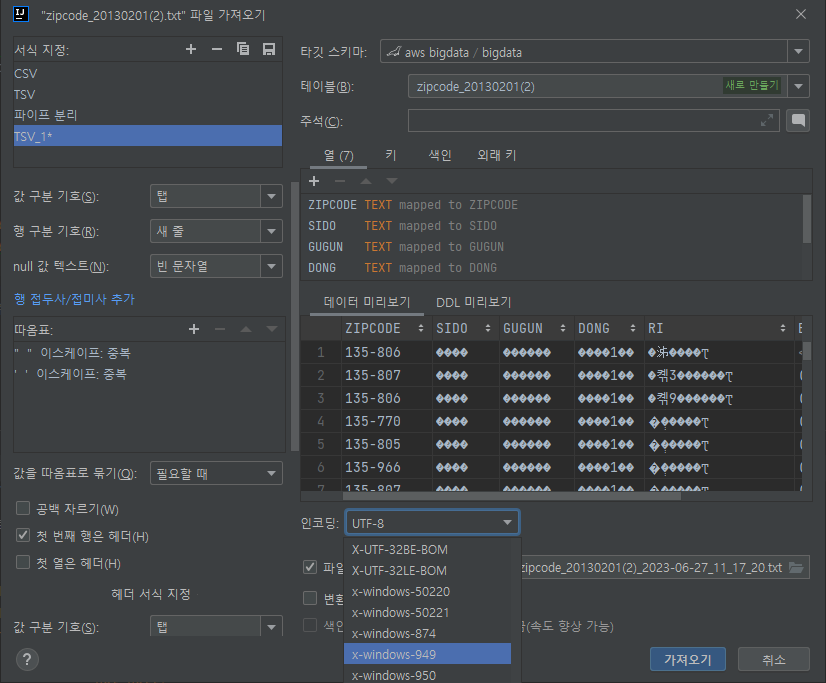 "zipcode_20130201(2).txt" 파일 가져오기
서식 지정:
CSV
TSV
파이프 분리
TSV_1*
값 구분 기호(S):
탭
행 구분 기호(R):
새 줄
null 값 텍스트(N):
빈 문자열
행 접두사/접미사 추가
따옴표:
" " 이스케이프: 중복
' ' 이스케이프: 중복
값을 따옴표로 묶기(Q):
필요할 때
공백 자르기(W)
첫 번째 행은 헤더(H)
첫 열은 헤더(H)
헤더 서식 지정
값 구분 기호(S):
탭
타깃 스키마:
aws bigdata / bigdata
테이블(B):
zipcode_20130201(2)
새로 만들기
주석(C):
열 (7)
키
색인
외래 키
ZIPCODE TEXT mapped to ZIPCODE
SIDO TEXT mapped to SIDO
GUGUN TEXT mapped to GUGUN
DONG TEXT mapped to DONG
데이터 미리보기
DDL 미리보기
ZIPCODE SIDO GUGUN DONG RI
1 135-806 ���� ������ ����1��
2 135-807 ���� ������ ����1��
3 135-806 ���� ������ ����1��
4 135-770 ���� ������ ����1��
5 135-805 ���� ������ ����1��
6 135-966 ���� ������ ����1��
7 135-807 ���� ������ ����1��
인코딩:
UTF-8
X-UTF-32BE-BOM
X-UTF-32LE-BOM
x-windows-50220
x-windows-50221
x-windows-874
x-windows-949
x-windows-950
파일
zipcode_20130201(2)_2023-06-27_11_17_20.txt
변환
색인
(속도 향상 가능)
가져오기
취소